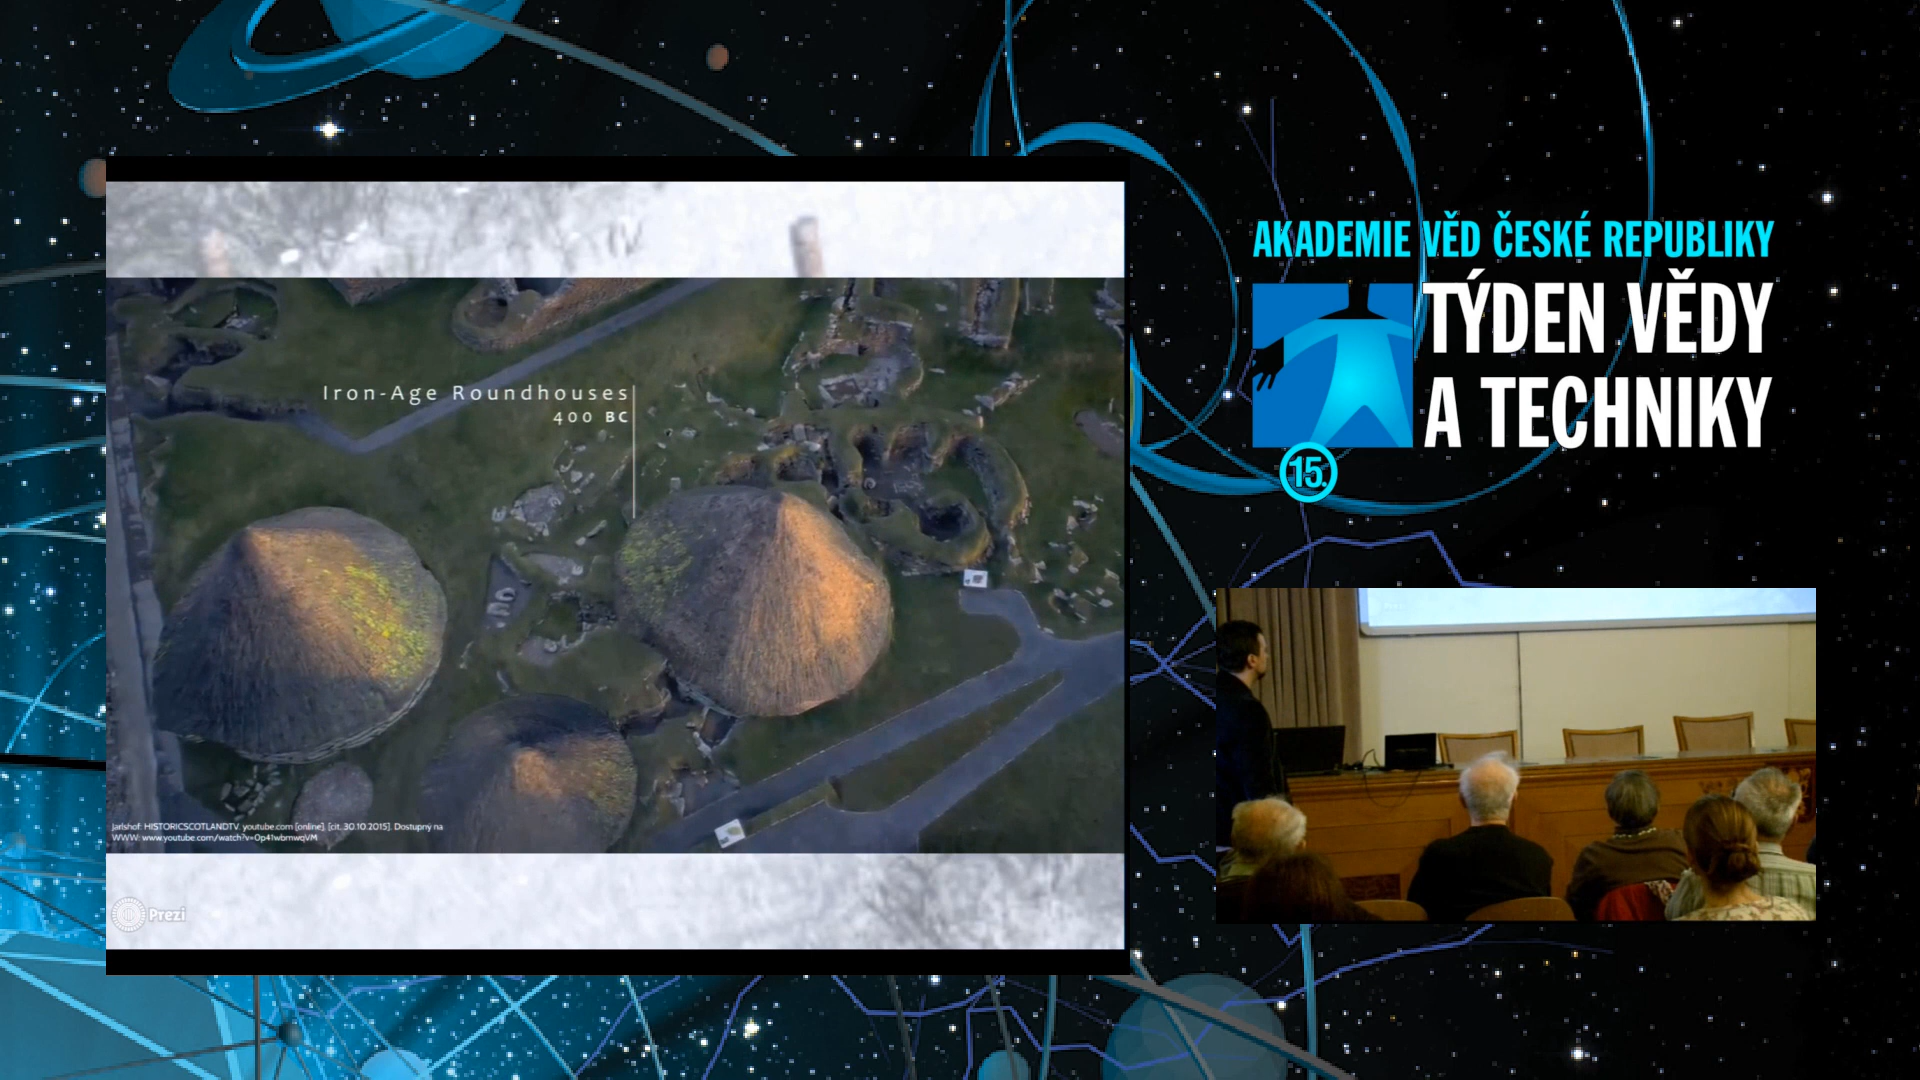 AKADEMIE VĚD ČESKÉ REPUBLIKY
TÝDEN VĚDY
A TECHNIKY
15.
Iron-Age Roundhouses
400 BC
Jarlshof: HISTORICSCOTLANDTV. youtube.com [online]. [cit. 30.10.2015]. Dostupný na
WWW: www.youtube.com/watch?v=Op41wbmwqVM
Prezi